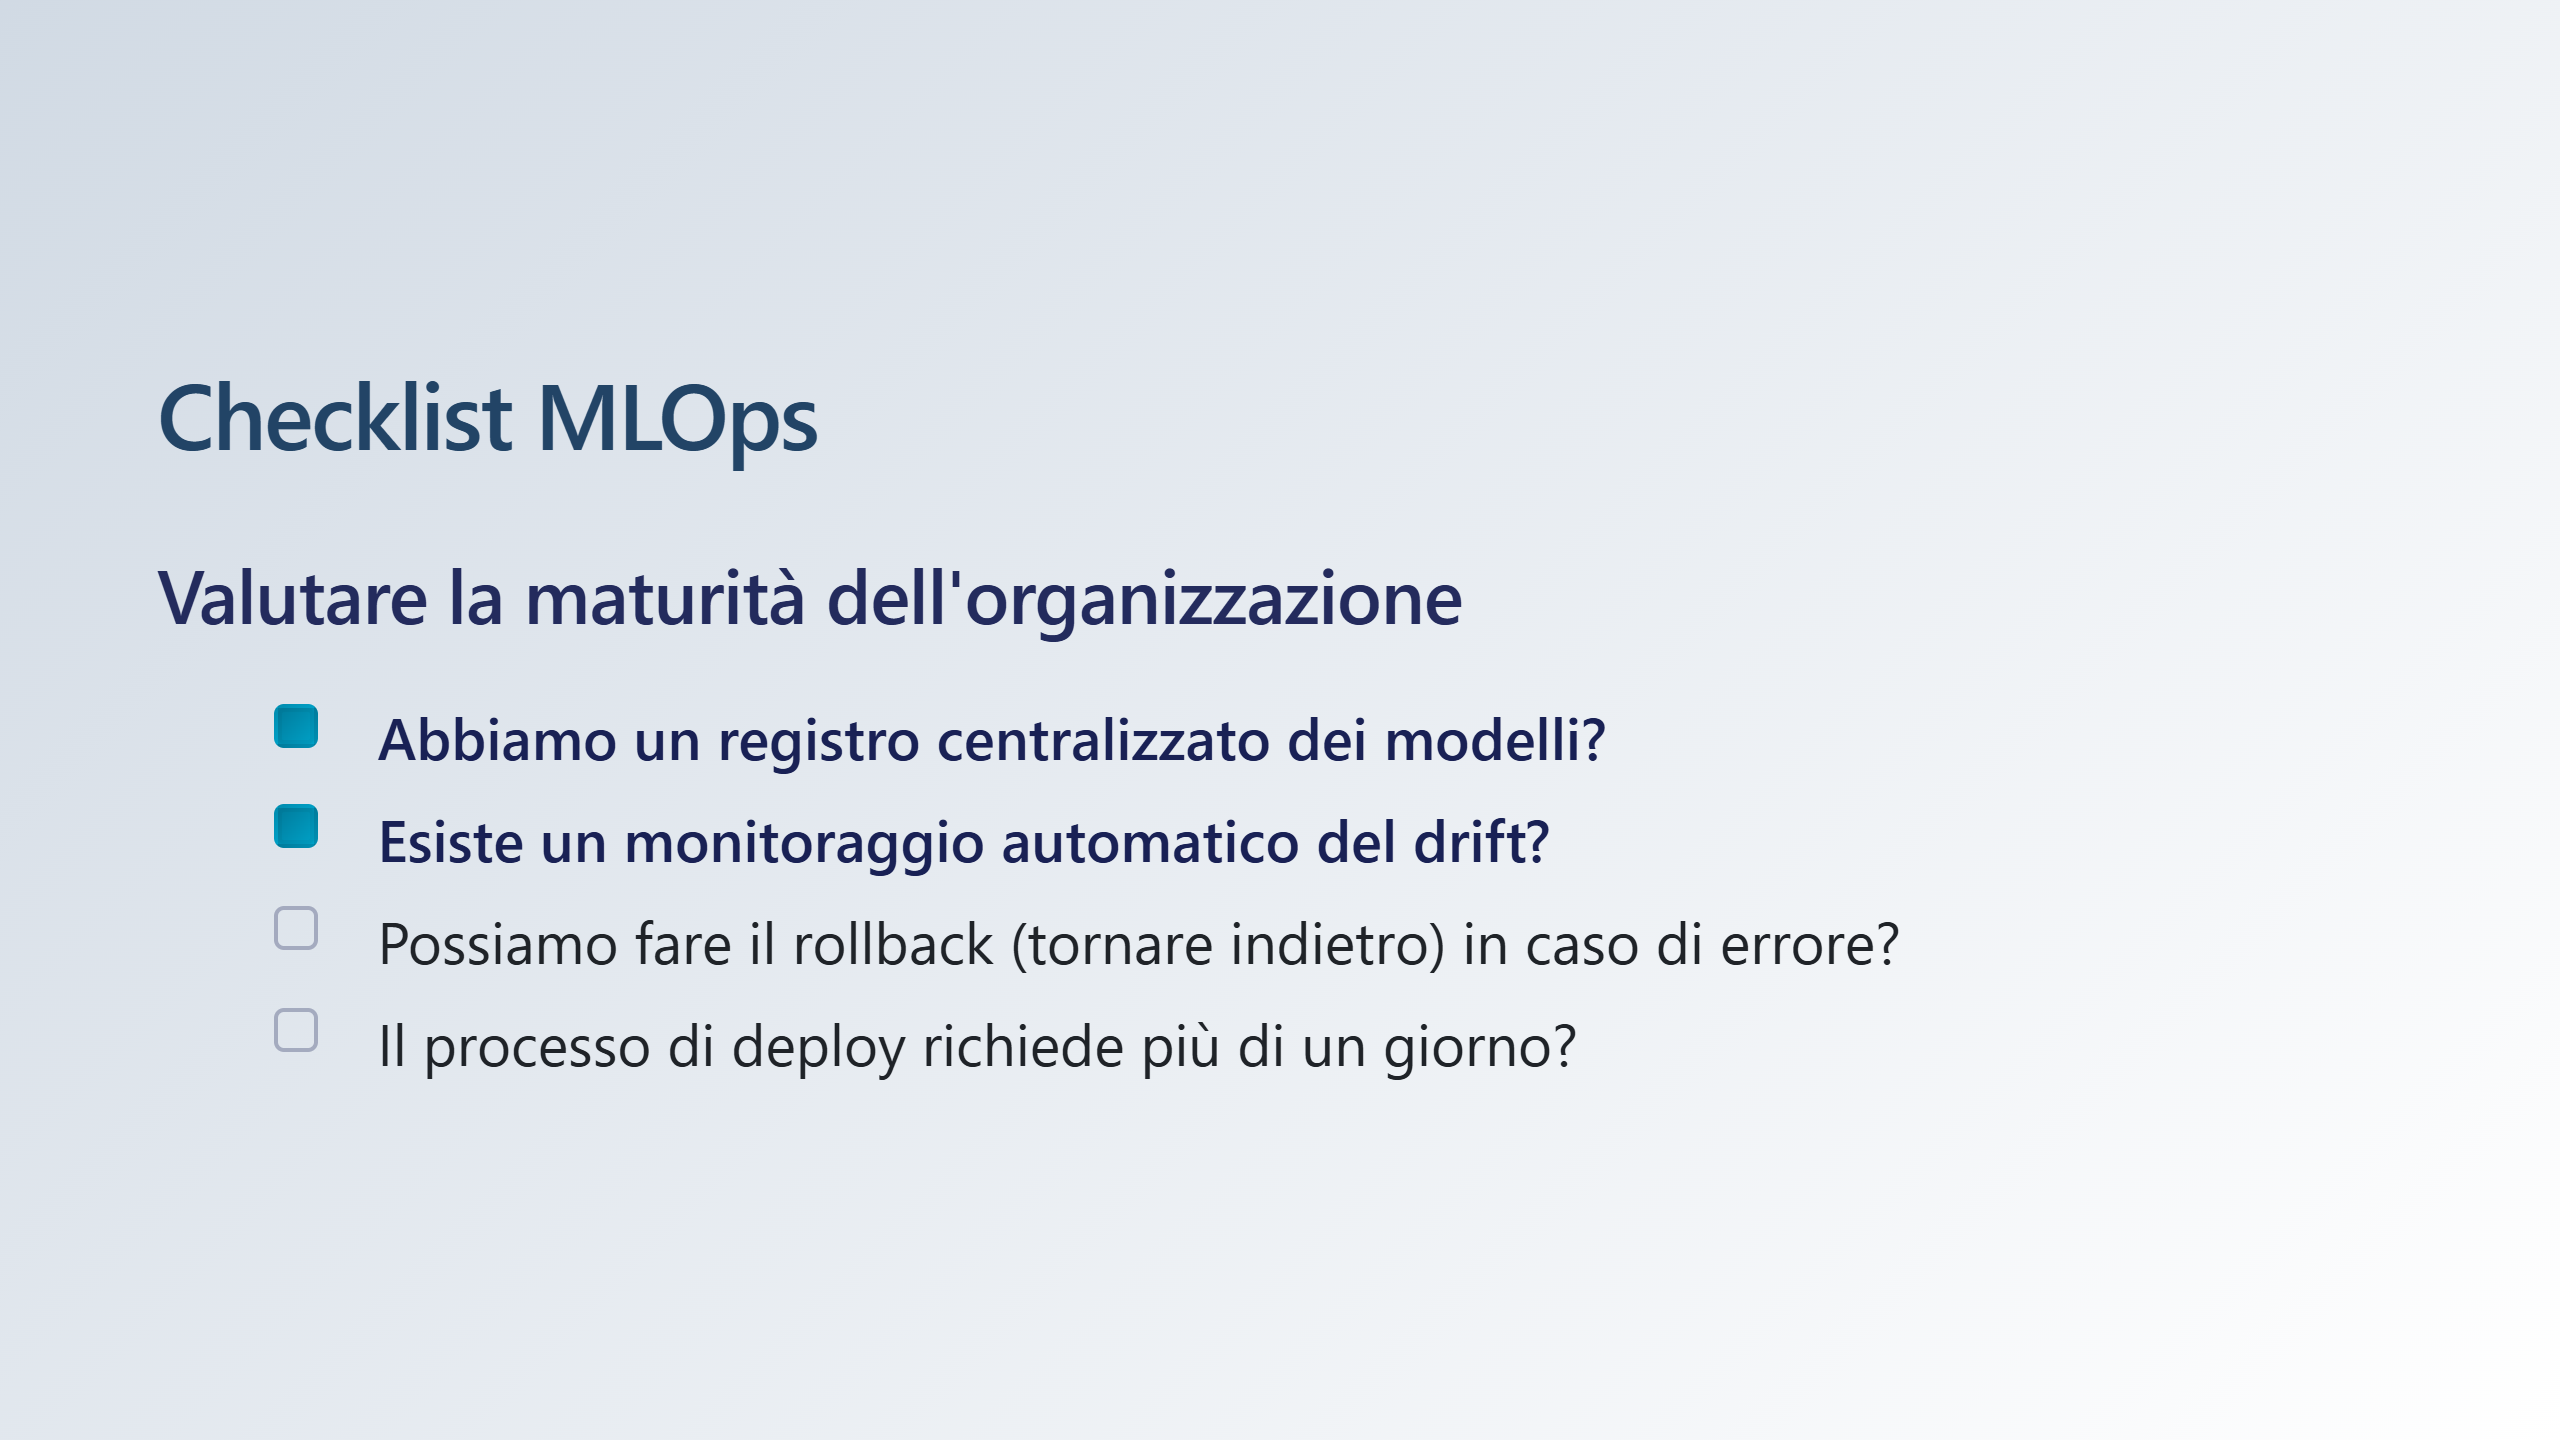 Checklist MLOps
Valutare la maturità dell'organizzazione
Abbiamo un registro centralizzato dei modelli?
Esiste un monitoraggio automatico del drift?
Possiamo fare il rollback (tornare indietro) in caso di errore?
Il processo di deploy richiede più di un giorno?